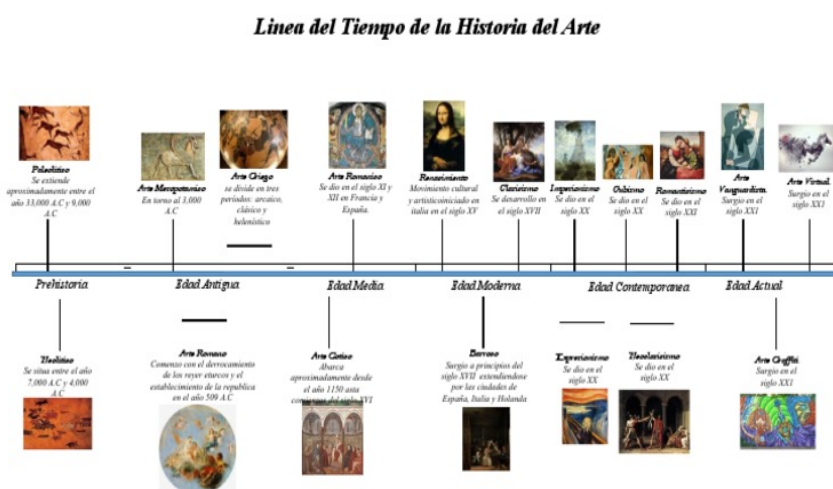 Linea del Tiempo de la Historia del Arte
Paleolitico
Se extiende
aproximadamente entre el
año 33,000 A.C y 9,000
A.C
Arte Mesopotamico
En torno al 3,000
A.C
Arte Griego
se divide en tres
períodos: arcaico,
clávico y
helenístico
Arte Romanico
Se dio en el siglo XI y
XII en Francia y
España.
Renacimiento
Movimiento cultural
y artísticoiniciado en
italia en el siglo XV
Clasicismo
Se desarrollo en
el siglo XVII
Impresionismo
Se dio en el
siglo XX
Cubismo
Se dio en el
siglo XX
Romanticismo
Se dio en el
siglo XXI
Arte
Vanguardista
Surgio en el
siglo XXI
Arte Virtual
Surgio en el
siglo XXI
Prehistoria
Edad Antigua
Edad Media
Edad Moderna
Edad Contemporanea
Edad Actual
Neolitico
Se situa entre el año
7,000 A.C y 4,000
A.C
Arte Romano
Comenzo con el derrocamiento
de los reyer eturcos y el
establecimiento de la republica
en el año 509 A.C
Arte Gotico
Abarca
aproximadamente desde
el año 1150 asta
comienzos del siglo XVI
Barroco
Surgio a principios del
siglo XVII extendiendose
por las ciudades de
España, Italia y Holanda
Expresionismo
Se dio en el
siglo XX
Neoclasicismo
Se dio en el
siglo XX
Arte Graffiti
Surgio en el
siglo XXI